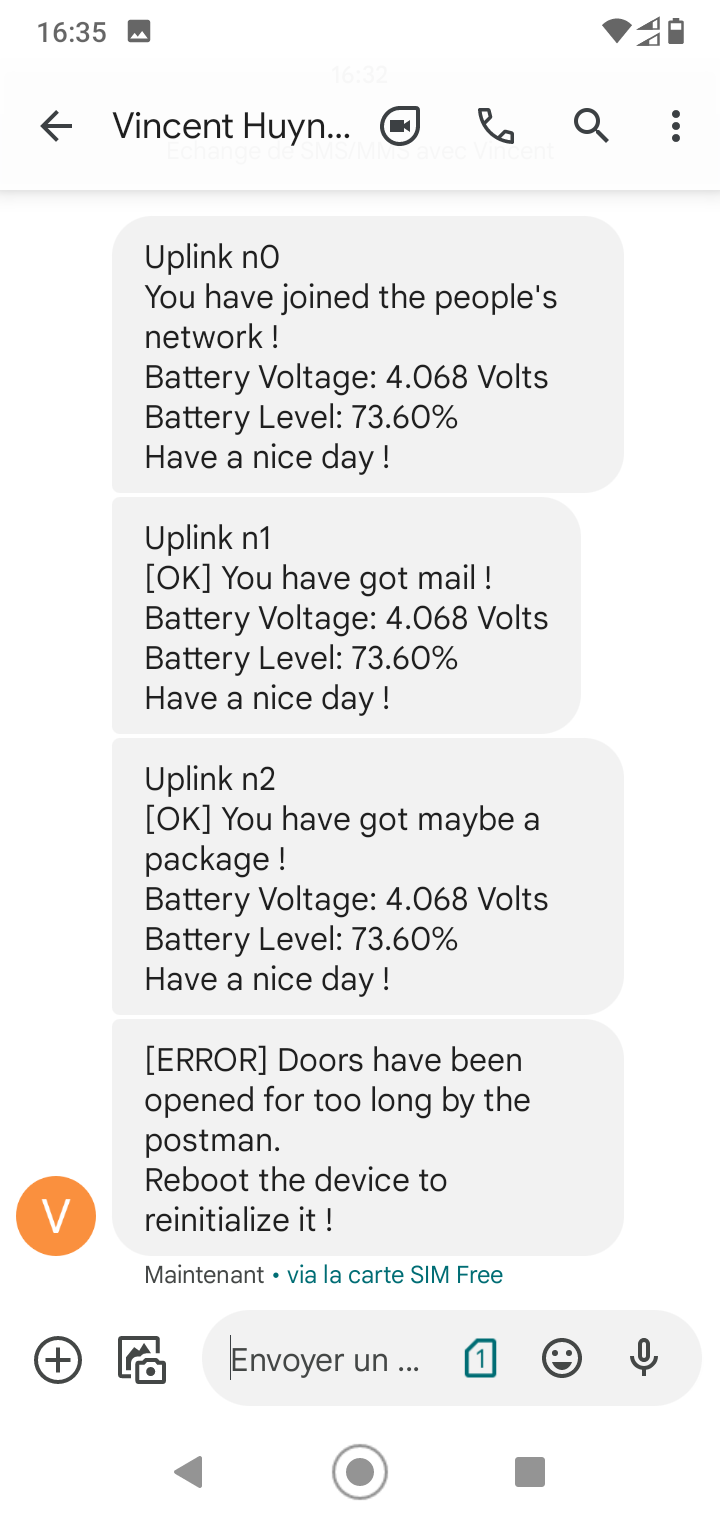 16:35
16:32
Vincent Huyn...
Echange de SMS/MMS avec Vincent
Uplink n0
You have joined the people's
network !
Battery Voltage: 4.068 Volts
Battery Level: 73.60%
Have a nice day !
Uplink n1
[OK] You have got mail !
Battery Voltage: 4.068 Volts
Battery Level: 73.60%
Have a nice day !
Uplink n2
[OK] You have got maybe a
package !
Battery Voltage: 4.068 Volts
Battery Level: 73.60%
Have a nice day !
[ERROR] Doors have been
opened for too long by the
postman.
Reboot the device to
reinitialize it !
V
Maintenant • via la carte SIM Free
Envoyer un ...
1